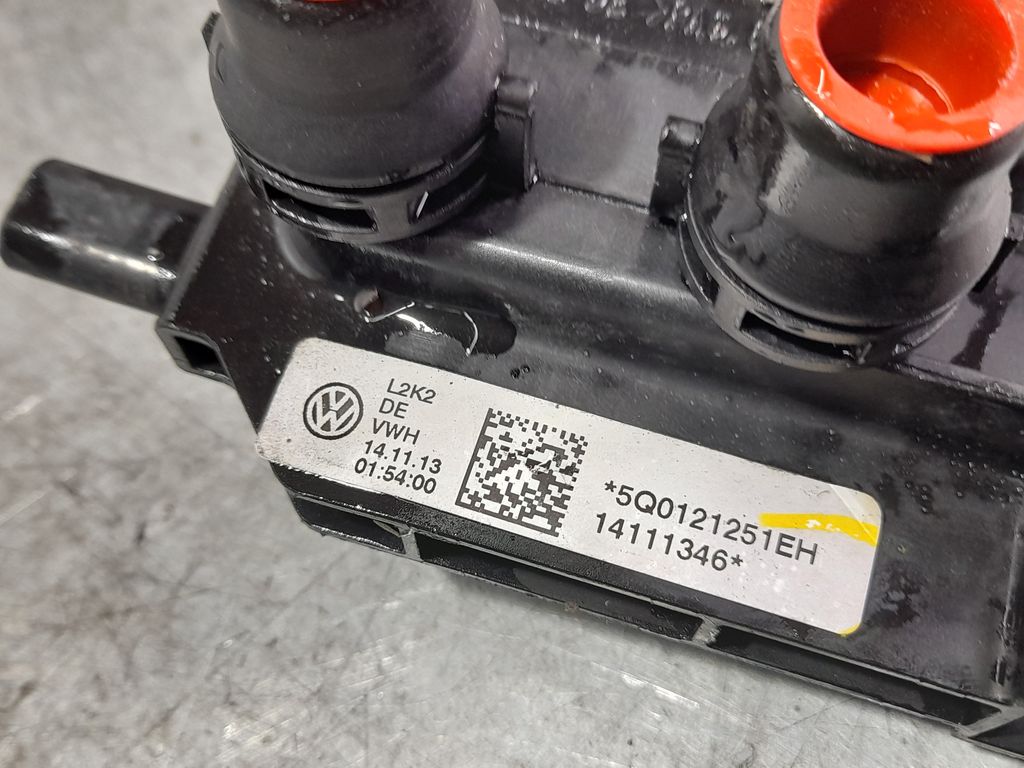 L2K2
DE
VWH
14.11.13
01:54:00
*5Q0121251EH
14111346*